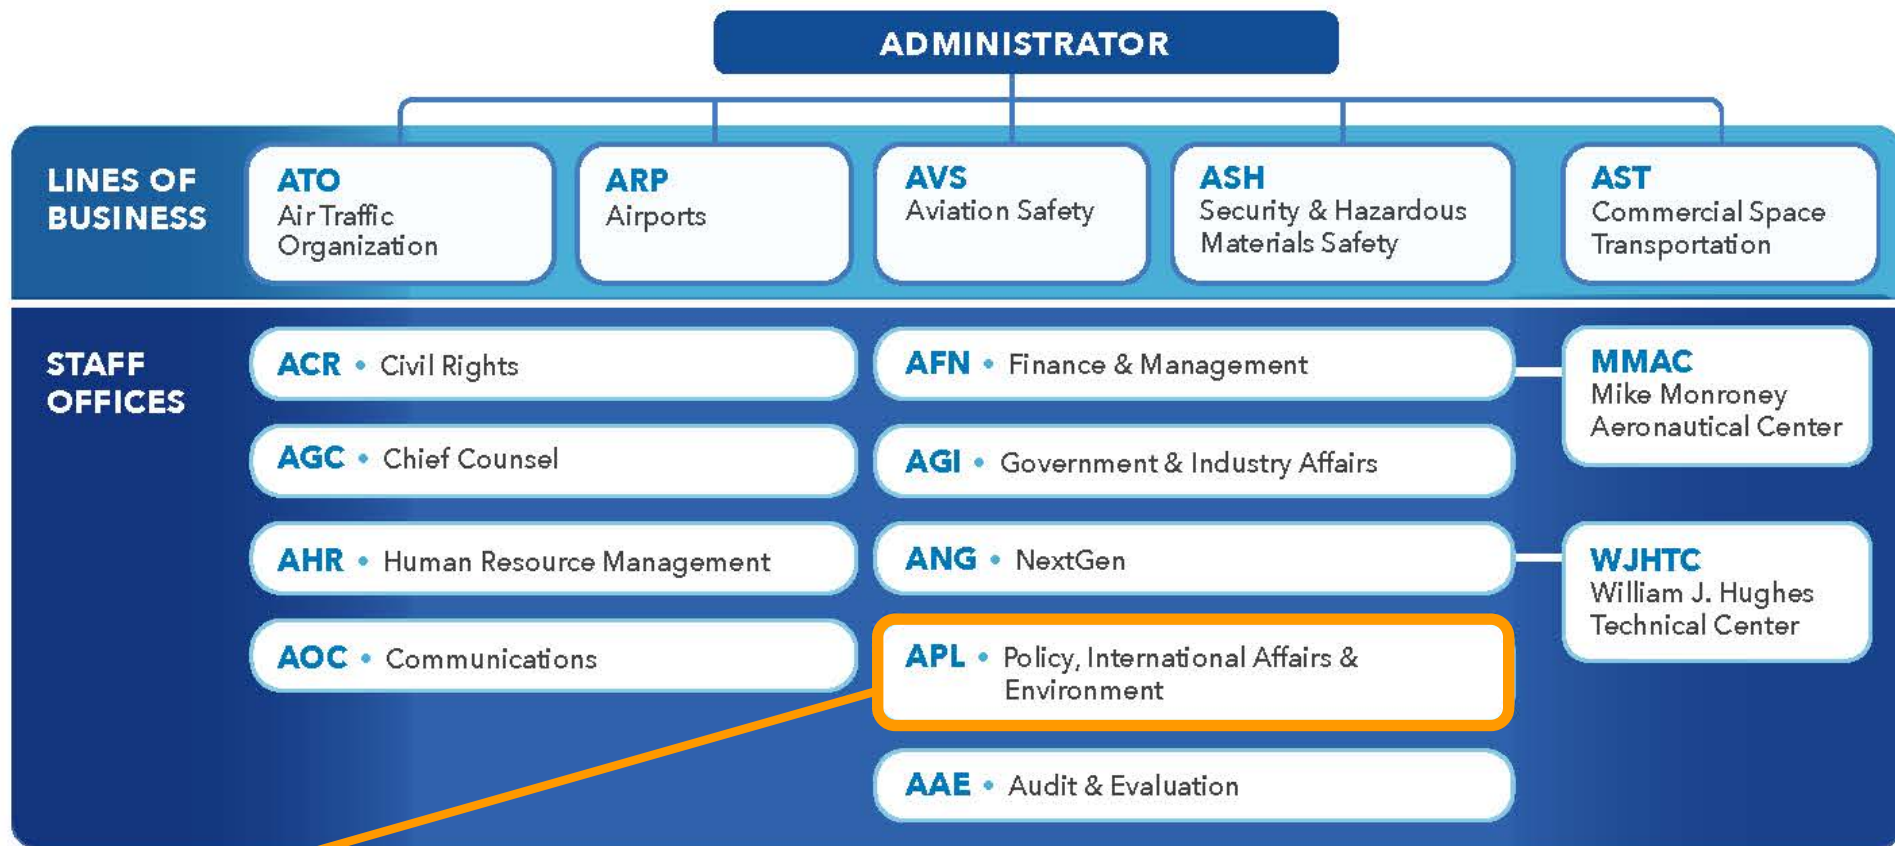 ADMINISTRATOR
LINES OF
BUSINESS
ATO
Air Traffic
Organization
ARP
Airports
AVS
Aviation Safety
ASH
Security & Hazardous
Materials Safety
AST
Commercial Space
Transportation
STAFF
OFFICES
ACR • Civil Rights
AGC • Chief Counsel
AHR • Human Resource Management
AOC • Communications
AFN • Finance & Management
AGI • Government & Industry Affairs
ANG • NextGen
APL • Policy, International Affairs &
Environment
AAE • Audit & Evaluation
MMAC
Mike Monroney
Aeronautical Center
WJHTC
William J. Hughes
Technical Center